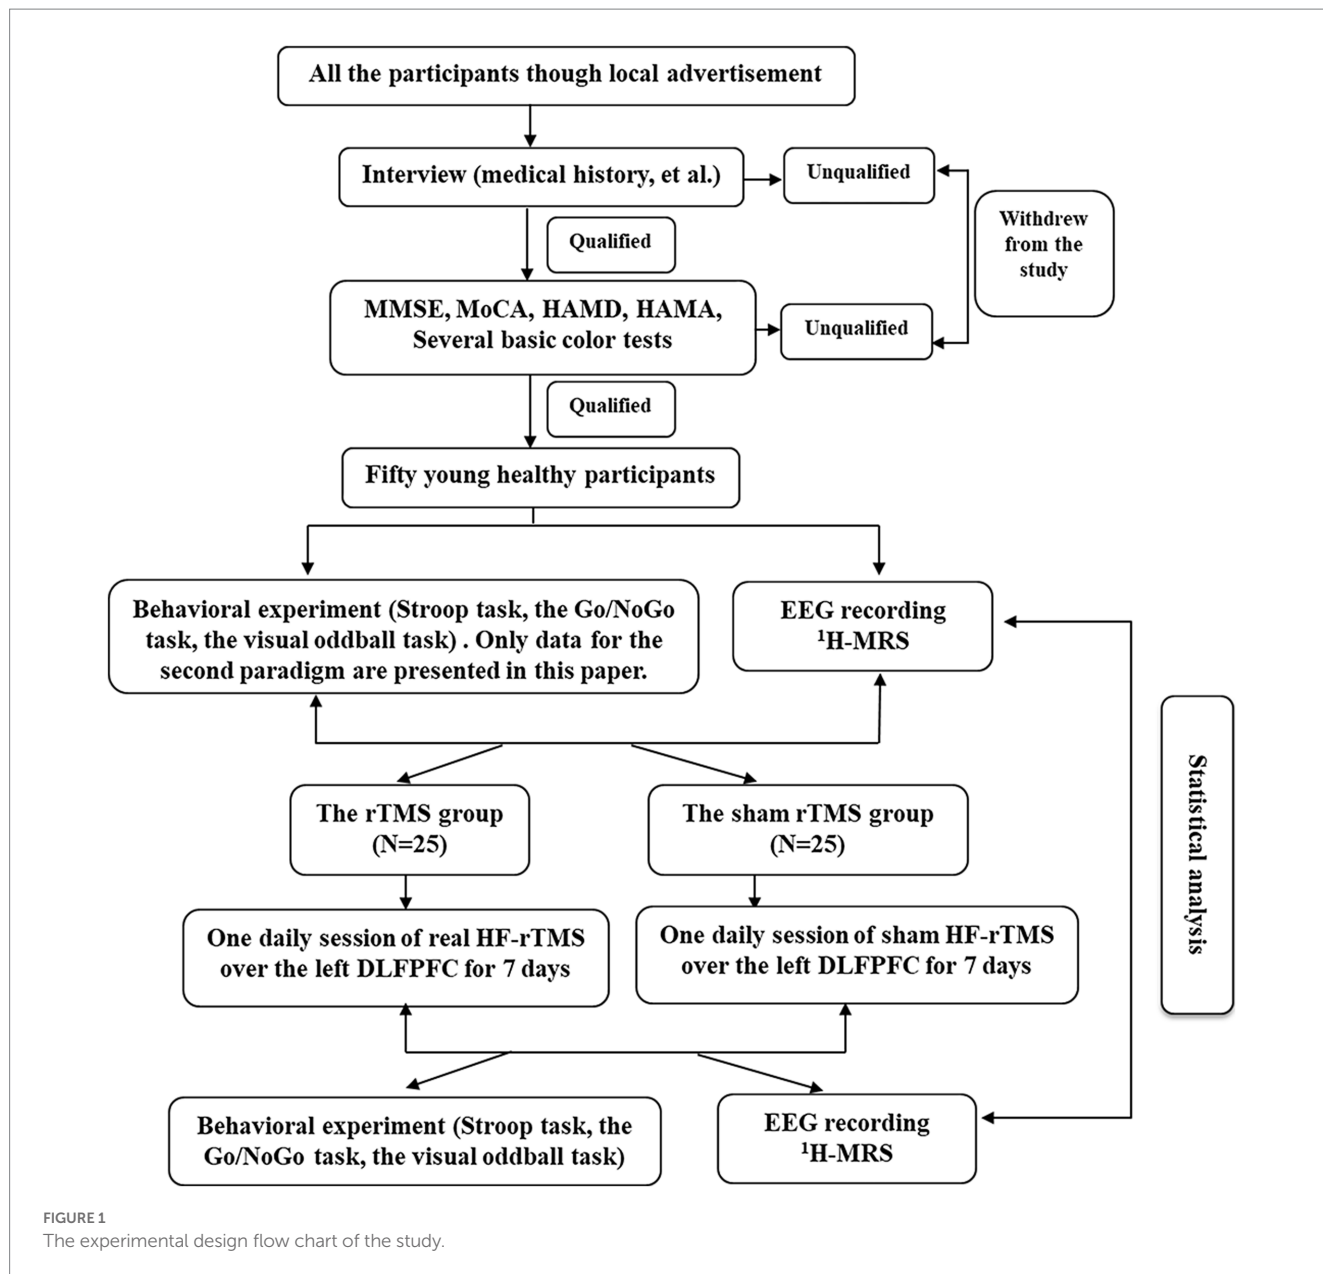 All the participants though local advertisement
Interview (medical history, et al.)
Unqualified
Withdrew
from the
study
Qualified
MMSE, MoCA, HAMD, HAMA,
Several basic color tests
Unqualified
Qualified
Fifty young healthy participants
Behavioral experiment (Stroop task, the Go/NoGo
task, the visual oddball task) . Only data for the
second paradigm are presented in this paper.
EEG recording
¹H-MRS
Statistical analysis
The rTMS group
(N=25)
The sham rTMS group
(N=25)
One daily session of real HF-rTMS
over the left DLFPFC for 7 days
One daily session of sham HF-rTMS
over the left DLFPFC for 7 days
Behavioral experiment (Stroop task, the
Go/NoGo task, the visual oddball task)
EEG recording
¹H-MRS
FIGURE 1
The experimental design flow chart of the study.